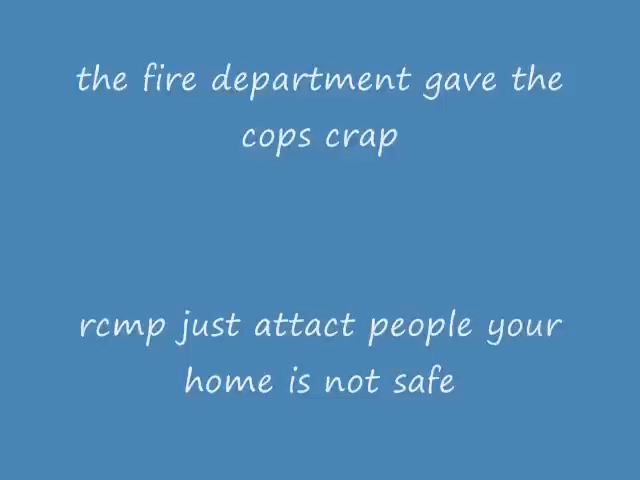 the fire department gave the
cops crap
rcmp just attact people your
home is not safe